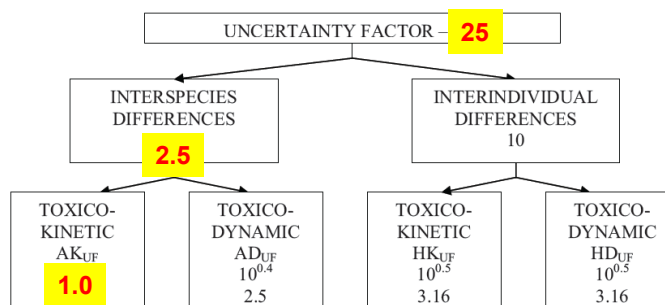 UNCERTAINTY FACTOR – 25
INTERSPECIES
DIFFERENCES
2.5
INTERINDIVIDUAL
DIFFERENCES
10
TOXICO-
KINETIC
AKUF
1.0
TOXICO-
DYNAMIC
ADUF
10^0.4
2.5
TOXICO-
KINETIC
HKUF
10^0.5
3.16
TOXICO-
DYNAMIC
HDUF
10^0.5
3.16